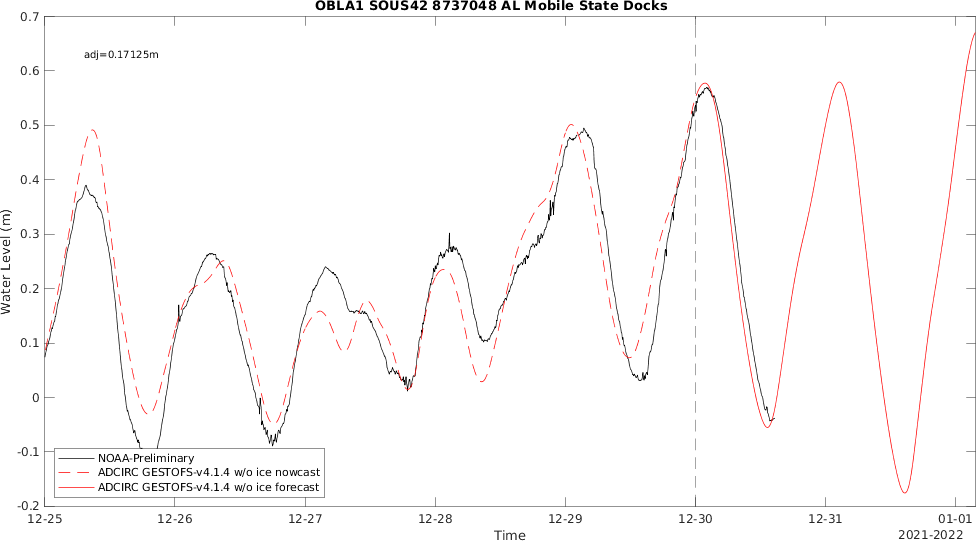 OBLA1 SOUS42 8737048 AL Mobile State Docks
adj=0.17125m
Water Level (m)
0.7
0.6
0.5
0.4
0.3
0.2
0.1
0
-0.1
-0.2
NOAA-Preliminary
ADCIRC GESTOFS-v4.1.4 w/o ice nowcast
ADCIRC GESTOFS-v4.1.4 w/o ice forecast
12-25 12-26 12-27 12-28 12-29 12-30 12-31 01-01
Time
2021-2022